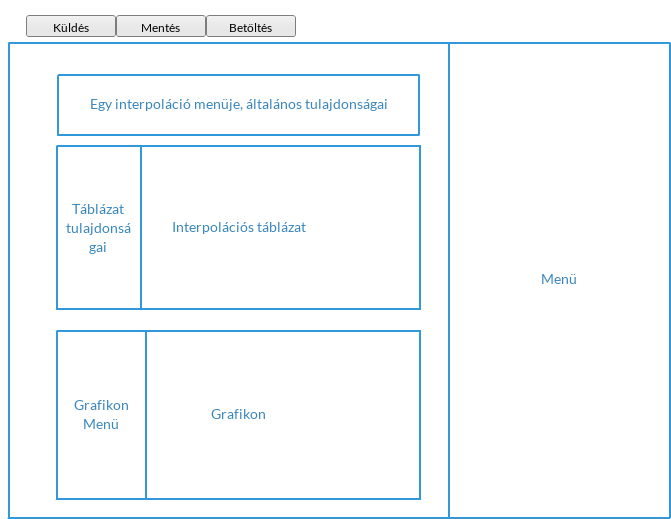 Küldés Mentés Betöltés
Egy interpoláció menüje, általános tulajdonságai
Táblázat
tulajdonsá
gai
Interpolációs táblázat
Menü
Grafikon
Menü
Grafikon